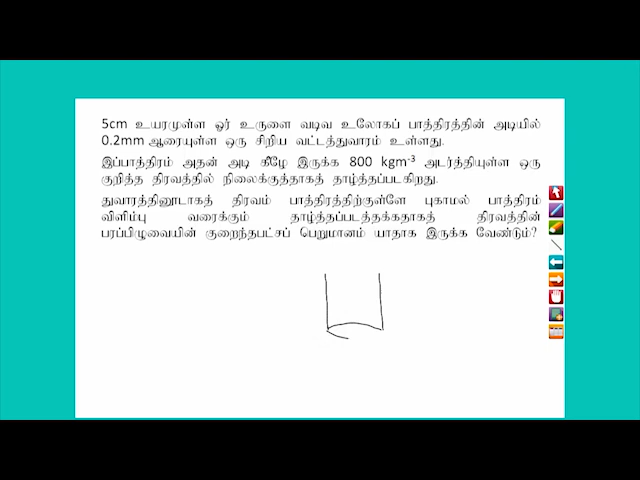 5cm உயரமுள்ள ஓர் உருளை வடிவ உலோகப் பாத்திரத்தின் அடியில்
0.2mm ஆரையுள்ள ஒரு சிறிய வட்டத்துவாரம் உள்ளது.
இப்பாத்திரம் அதன் அடி கீழே இருக்க 800 kgm-3 அடர்த்தியுள்ள ஒரு
குறித்த திரவத்தில் நிலைக்குத்தாகத் தாழ்த்தப்படகிறது.
துவாரத்தினூடாகத் திரவம் பாத்திரத்திற்குள்ளே புகாமல் பாத்திரம்
விளிம்பு வரைக்கும் தாழ்த்தப்படத்தக்கதாகத் திரவத்தின்
பரப்பிழுவையின் குறைந்தபட்சப் பெறுமானம் யாதாக இருக்க வேண்டும்?